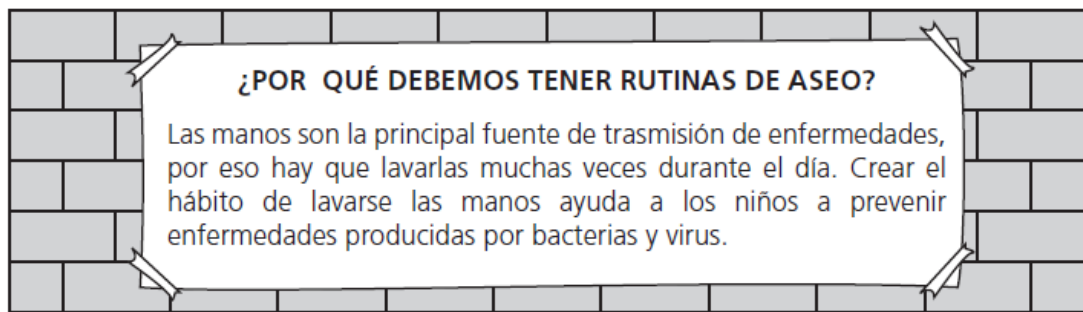 ¿POR QUÉ DEBEMOS TENER RUTINAS DE ASEO?
Las manos son la principal fuente de trasmisión de enfermedades,
por eso hay que lavarlas muchas veces durante el día. Crear el
hábito de lavarse las manos ayuda a los niños a prevenir
enfermedades producidas por bacterias y virus.